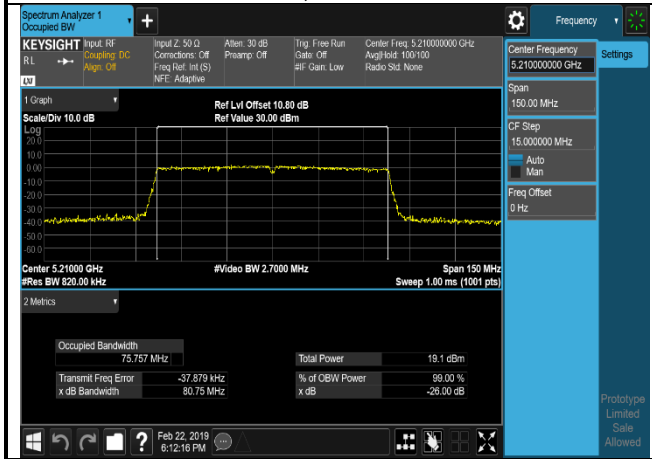 Spectrum Analyzer 1
Occupied BW
+
Frequency
KEYSIGHT
RL
LXI
Input: RF
Coupling: DC
Align: Off
Input Z: 50 Ω
Corrections: Off
Freq Ref: Int (S)
NFE: Adaptive
Atten: 30 dB
Preamp: Off
Trig: Free Run
Gate: Off
#IF Gain: Low
Center Freq: 5.210000000 GHz
Avg|Hold: 100/100
Radio Std: None
Center Frequency
5.210000000 GHz
Settings
Span
150.00 MHz
CF Step
15.000000 MHz
Auto
Man
Freq Offset
0 Hz
1 Graph
Scale/Div 10.0 dB
Ref Lvl Offset 10.80 dB
Ref Value 30.00 dBm
Log
20.0
10.0
0.00
-10.0
-20.0
-30.0
-40.0
-50.0
-60.0
Center 5.21000 GHz
#Video BW 2.7000 MHz
Span 150 MHz
#Res BW 820.00 kHz
Sweep 1.00 ms (1001 pts)
2 Metrics
Occupied Bandwidth
75.757 MHz
Total Power 19.1 dBm
Transmit Freq Error -37.879 kHz
% of OBW Power 99.00 %
x dB Bandwidth 80.75 MHz
x dB -26.00 dB
Prototype
Limited
Sale
Allowed
?
Feb 22, 2019
6:12:16 PM